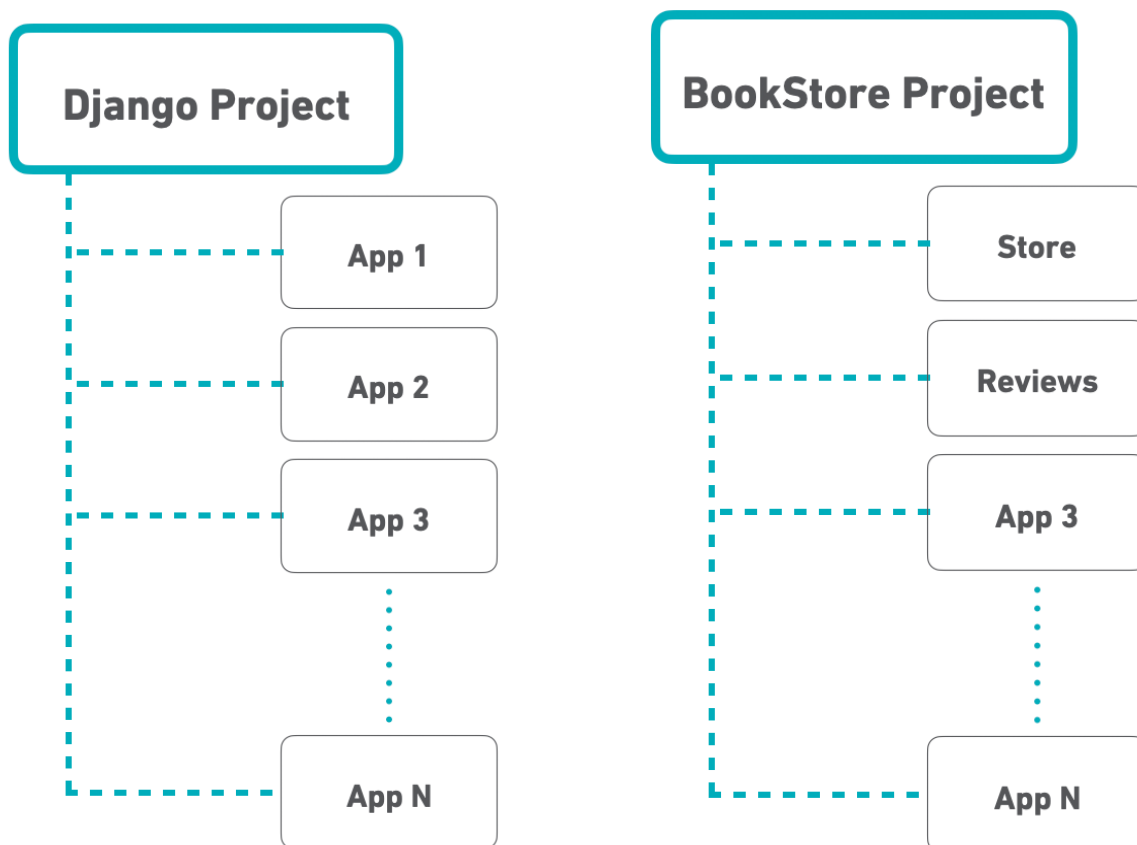 Django Project
App 1
App 2
App 3
App N
BookStore Project
Store
Reviews
App 3
App N